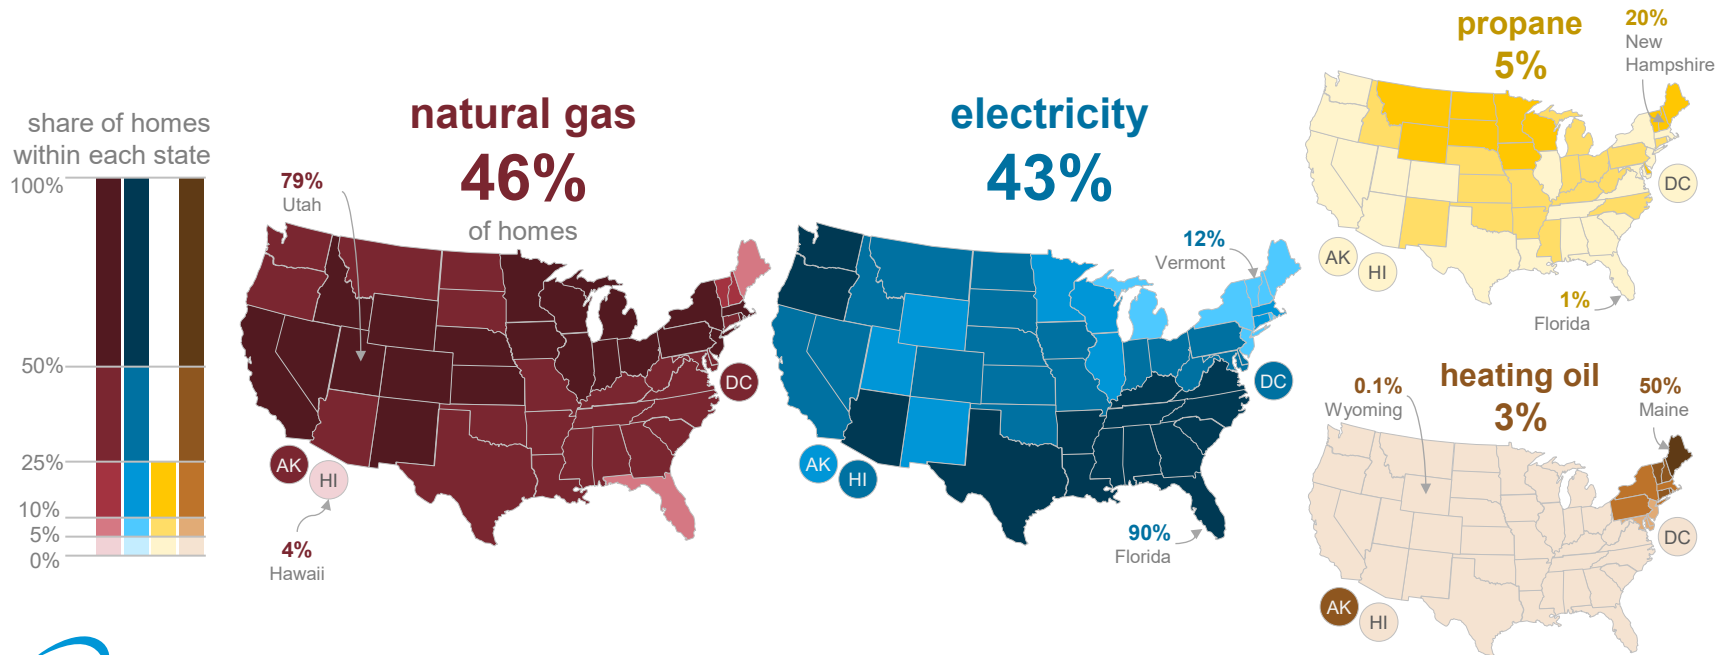 share of homes
within each state
100%
50%
25%
10%
5%
0%
natural gas
46%
of homes
79%
Utah
DC
AK
HI
4%
Hawaii
electricity
43%
12%
Vermont
DC
AK
HI
90%
Florida
propane
5%
20%
New
Hampshire
DC
AK
HI
1%
Florida
heating oil
3%
0.1%
Wyoming
50%
Maine
DC
AK
HI